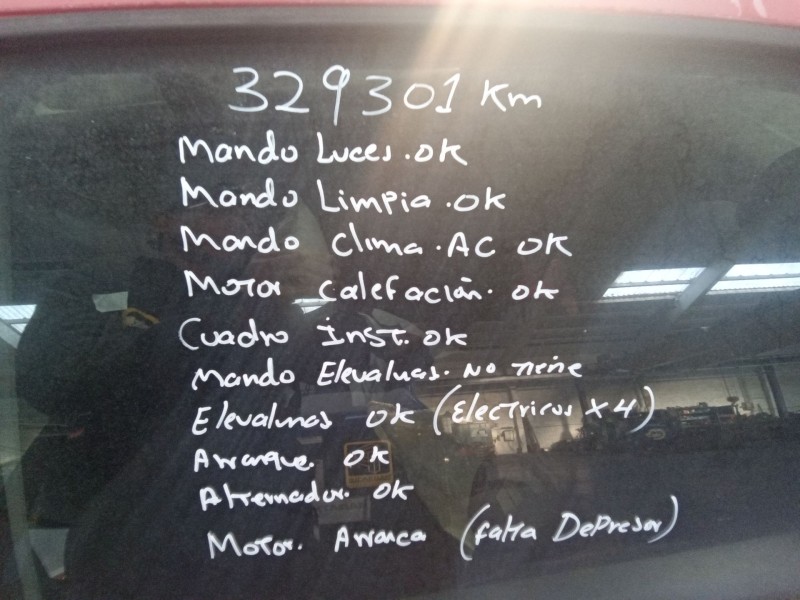 329301 Km
Mando Luces. OK
Mando Limpia. OK
Mando Clima. AC OK
Motor Calefación. OK
Cuadro Inst. OK
Mando Elevalunas. No tiene
Elevalunas OK (Electricos x 4)
Arranque. OK
Alternador. OK
Motor. Arranca (falta Depresor)